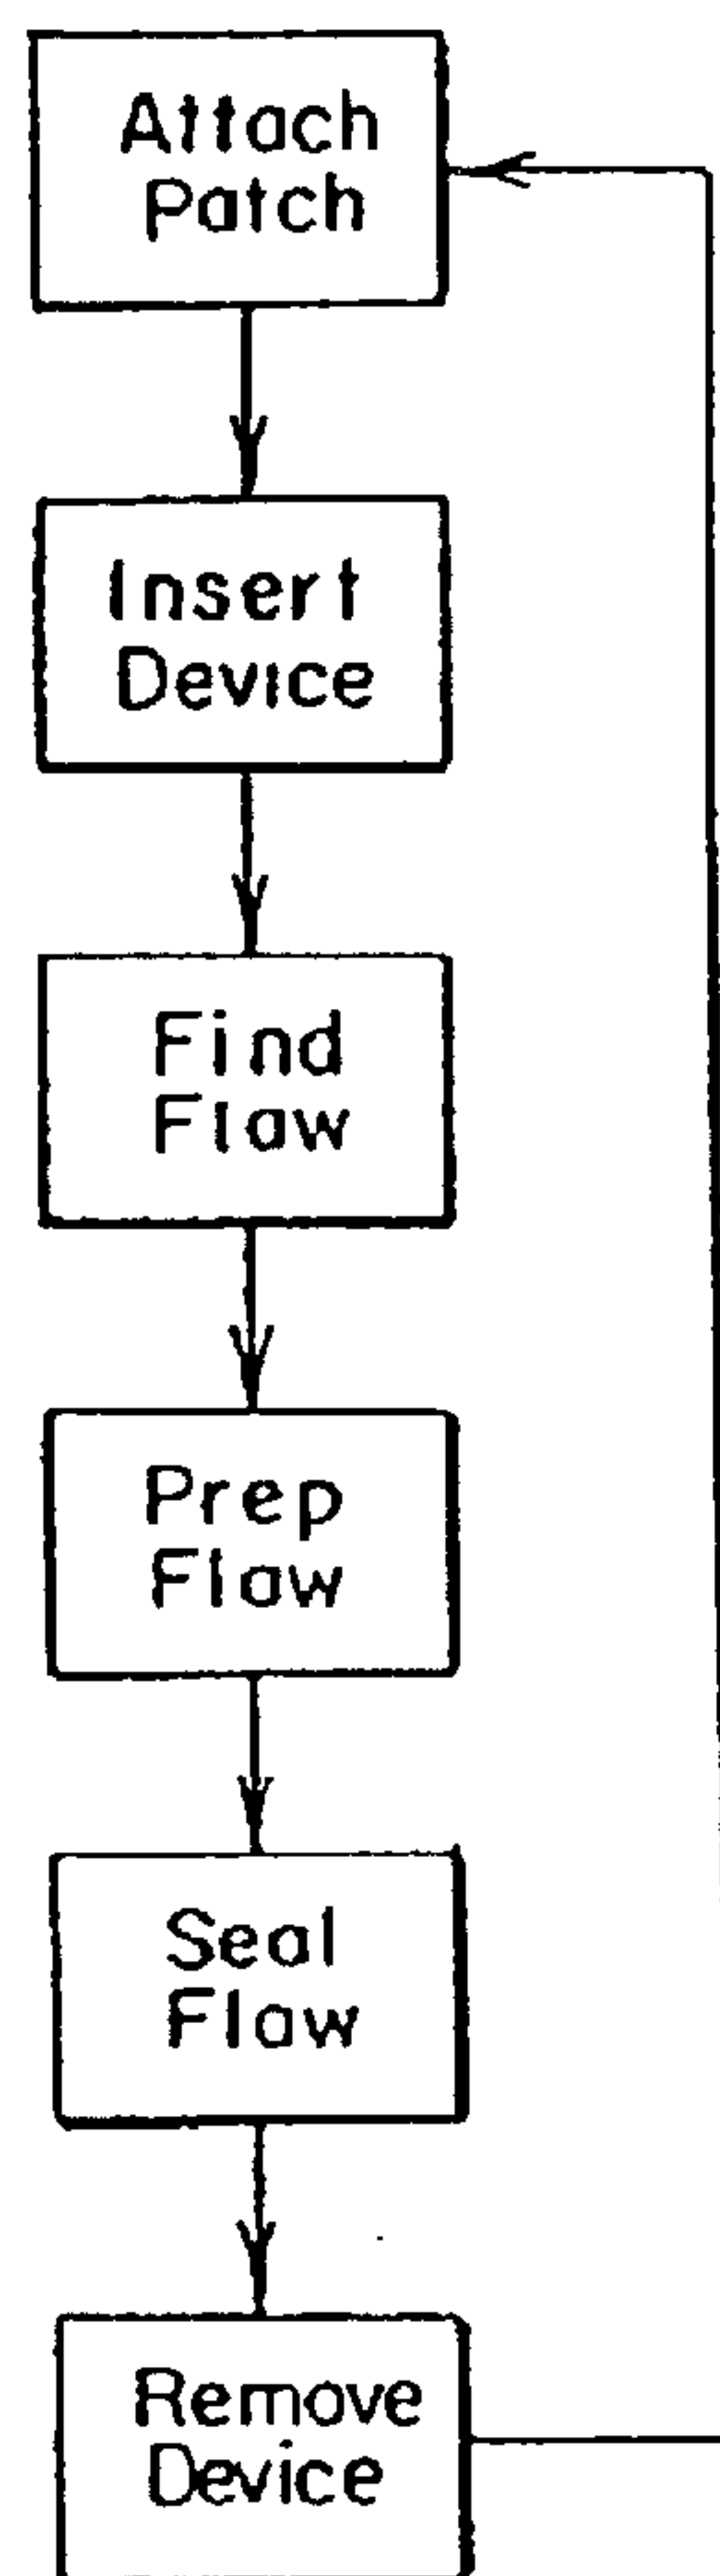 Attach
Patch
Insert
Device
Find
Flaw
Prep
Flaw
Seal
Flaw
Remove
Device